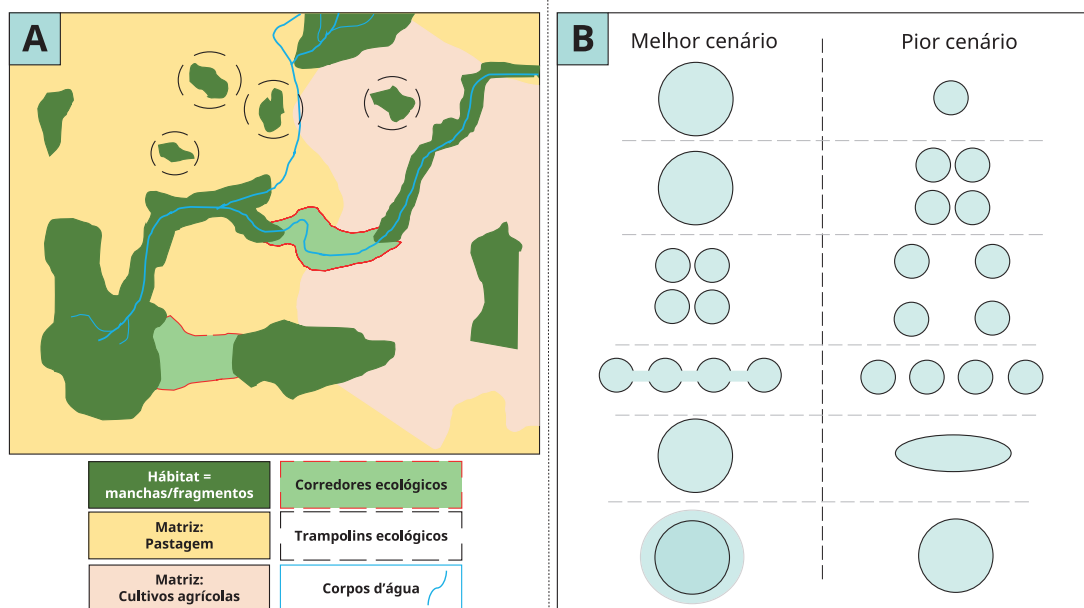 A
B
Melhor cenário
Pior cenário
Hábitat =
manchas/fragmentos
Corredores ecológicos
Matriz:
Pastagem
Trampolins ecológicos
Matriz:
Cultivos agrícolas
Corpos d’água